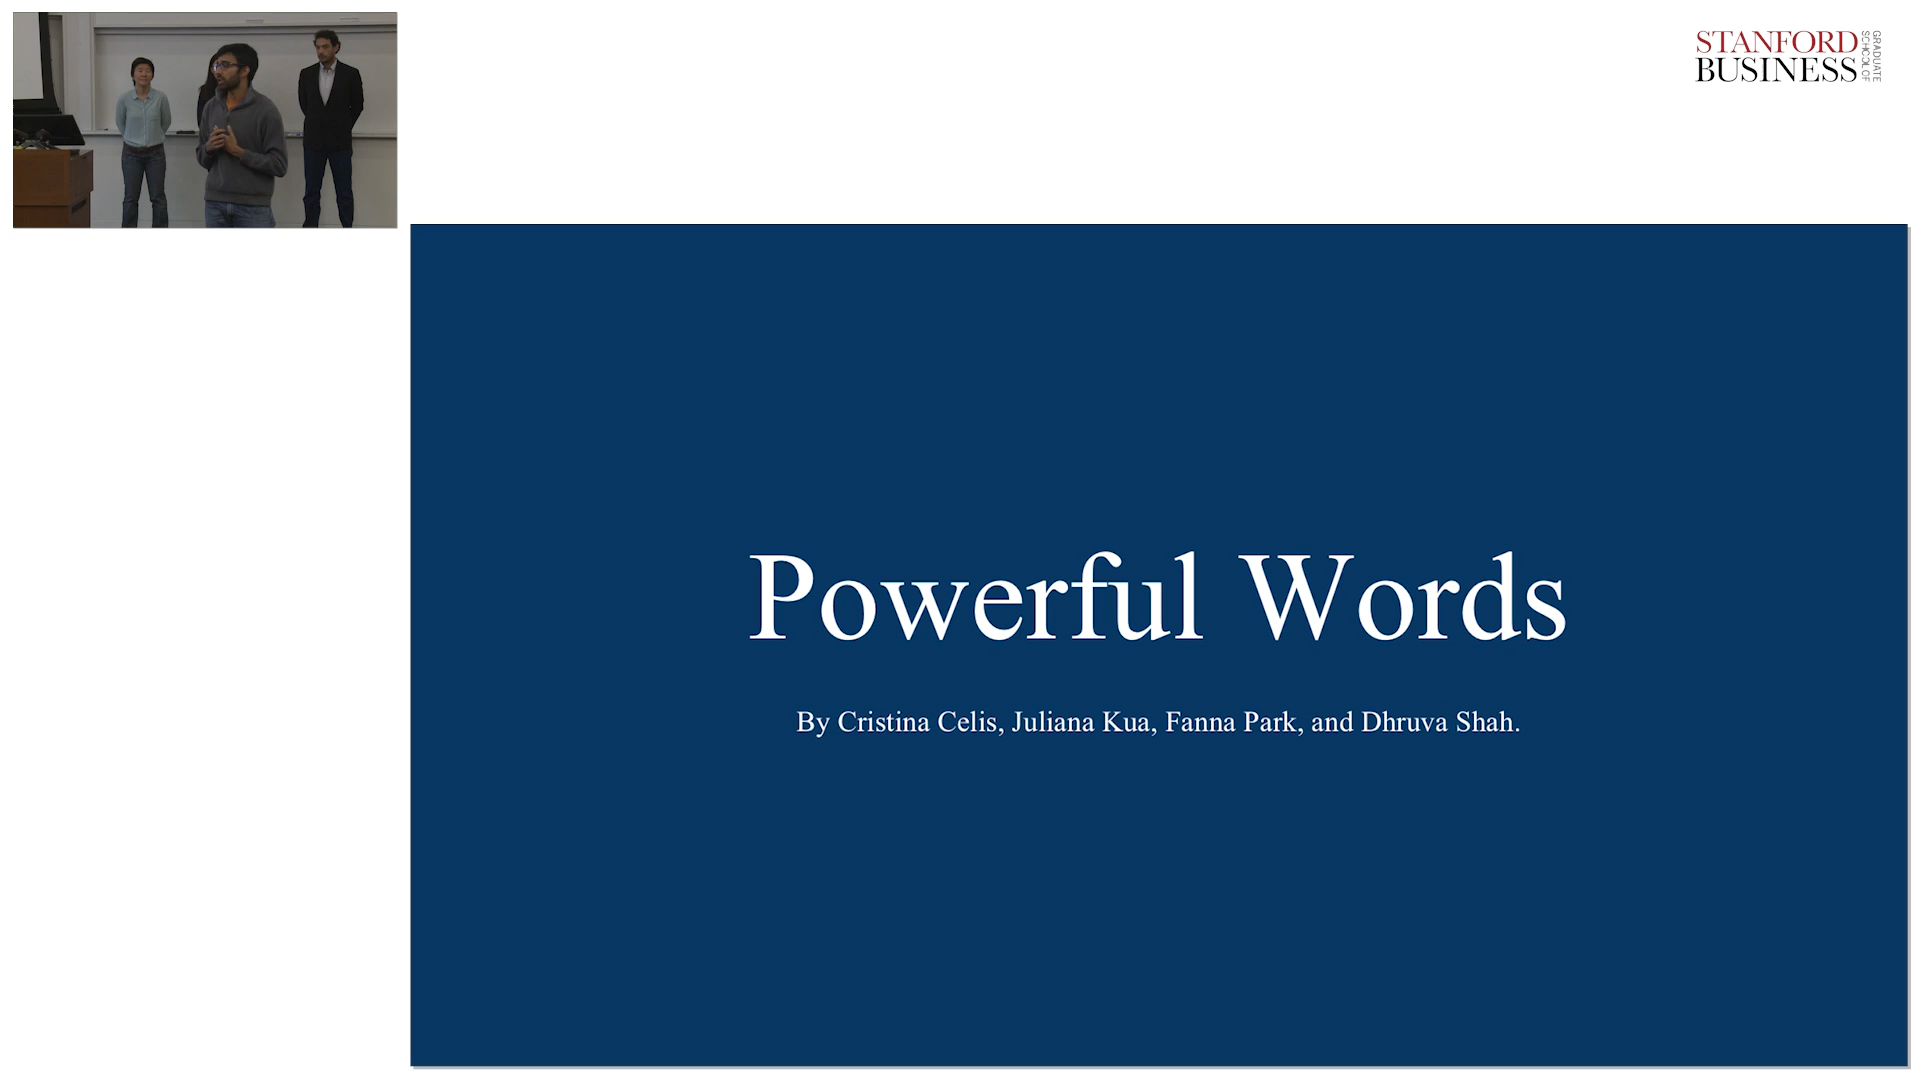 STANFORD
BUSINESS
GRADUATE
SCHOOL OF
Powerful Words
By Cristina Celis, Juliana Kua, Fanna Park, and Dhruva Shah.